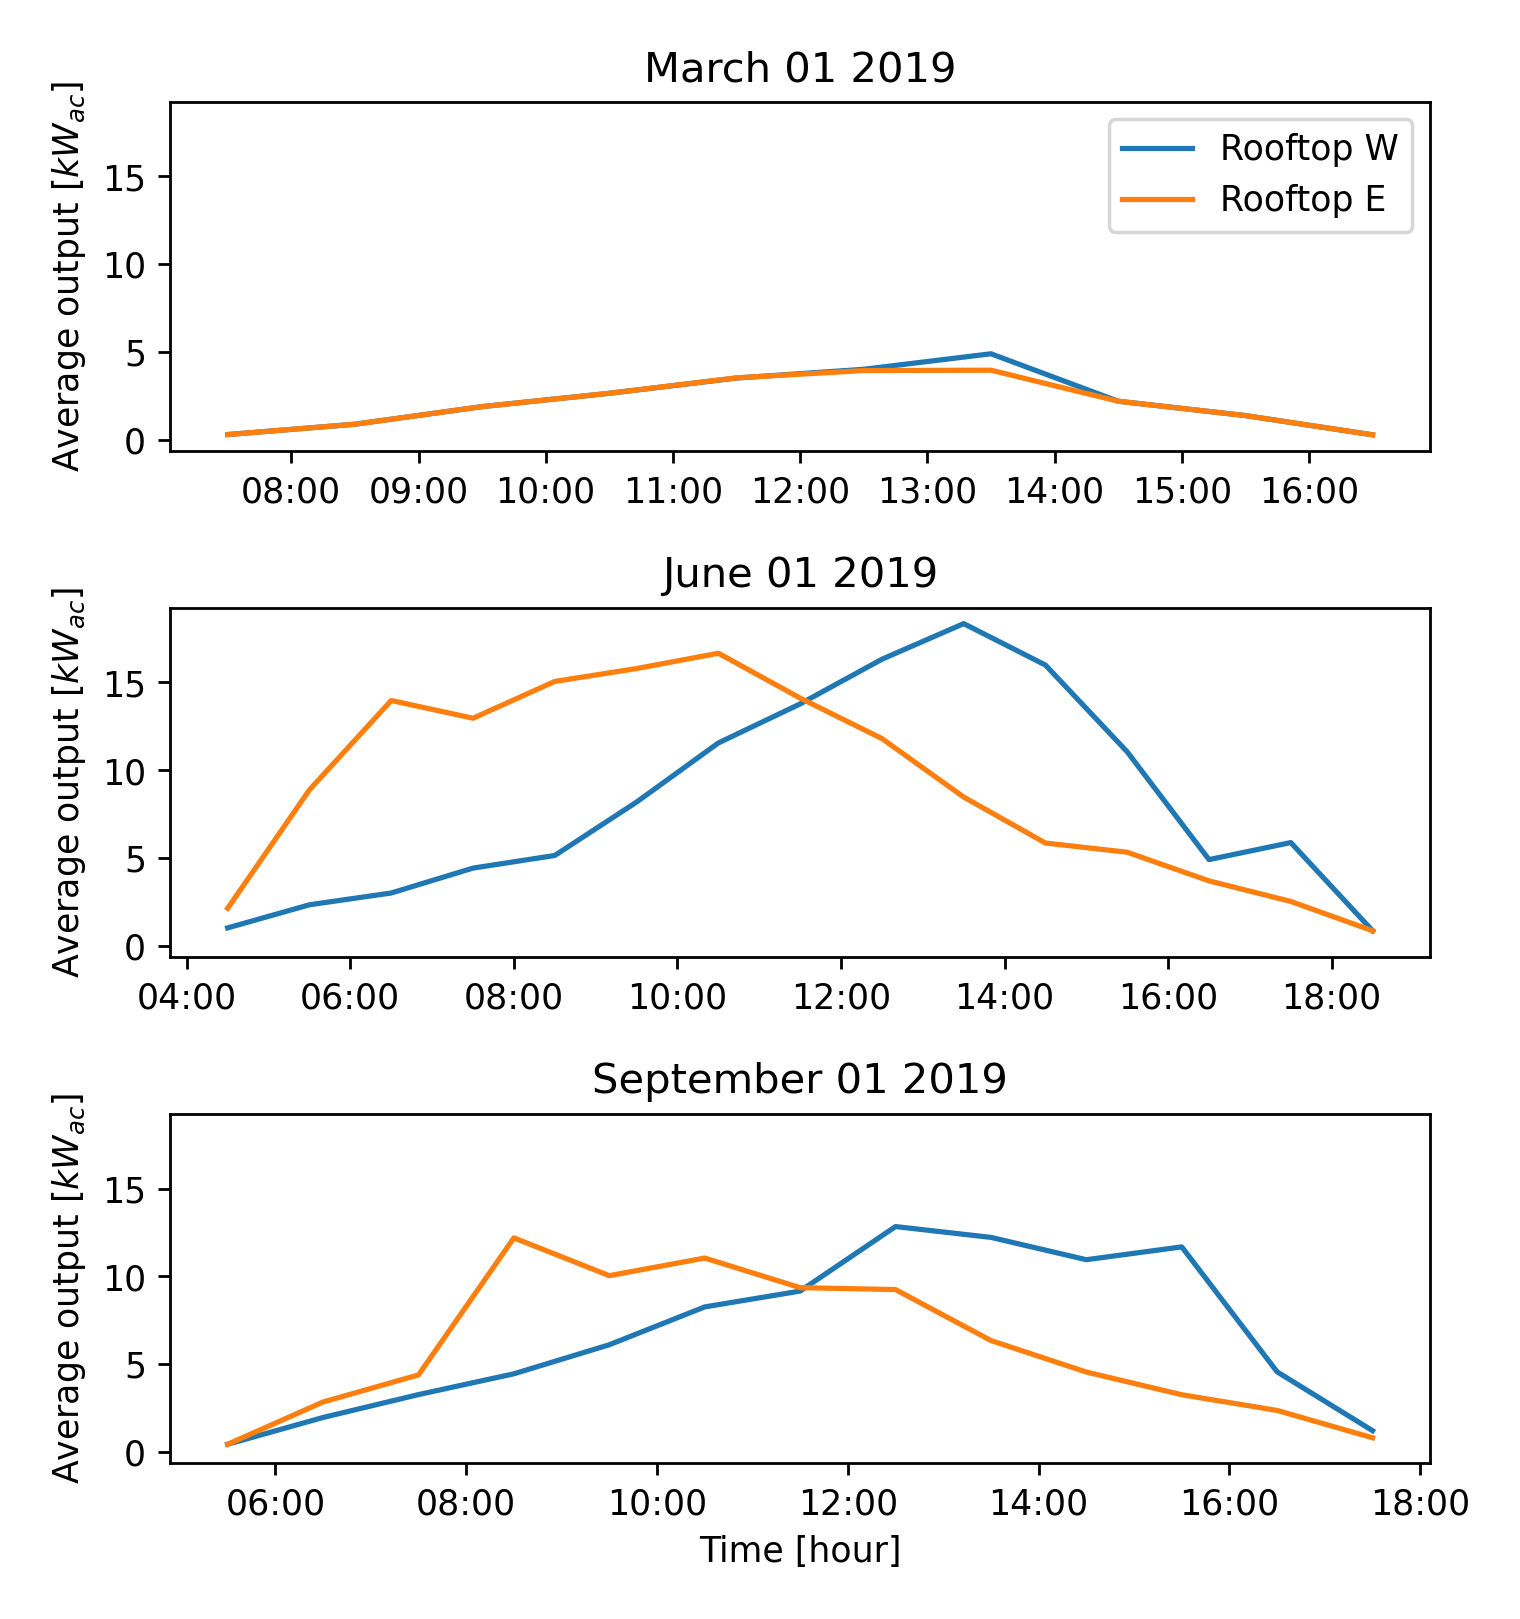 March 01 2019
Average output [kW_ac]
15
10
5
0
Rooftop W
Rooftop E
08:00 09:00 10:00 11:00 12:00 13:00 14:00 15:00 16:00
June 01 2019
Average output [kW_ac]
15
10
5
0
04:00 06:00 08:00 10:00 12:00 14:00 16:00 18:00
September 01 2019
Average output [kW_ac]
15
10
5
0
06:00 08:00 10:00 12:00 14:00 16:00 18:00
Time [hour]